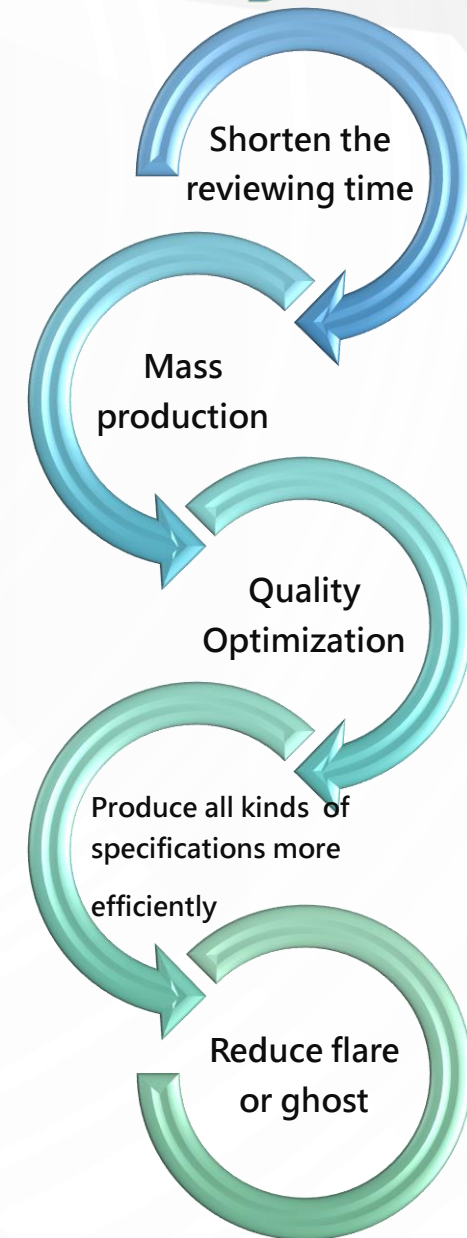 Shorten the
reviewing time
Mass
production
Quality
Optimization
Produce all kinds of
specifications more
efficiently
Reduce flare
or ghost